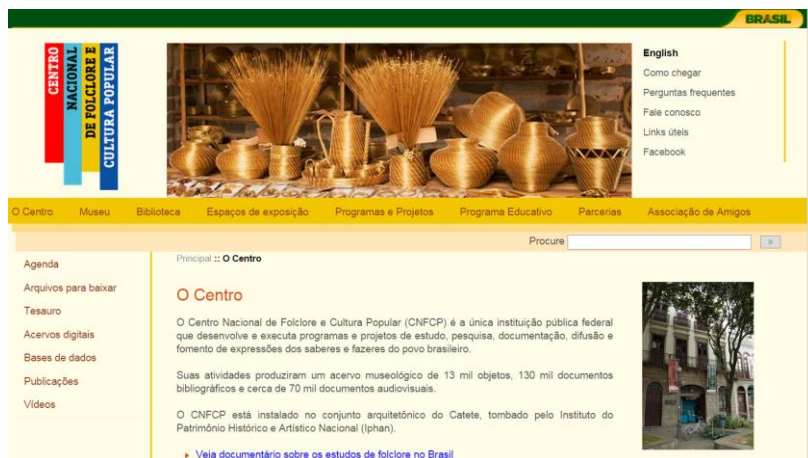 BRASIL
CENTRO
NACIONAL
DE FOLCLORE E
CULTURA POPULAR
English
Como chegar
Perguntas frequentes
Fale conosco
Links úteis
Facebook
O Centro Museu Biblioteca Espaços de exposição Programas e Projetos Programa Educativo Parcerias Associação de Amigos
Procure
Agenda
Arquivos para baixar
Tesauro
Acervos digitais
Bases de dados
Publicações
Vídeos
Principal :: O Centro
O Centro
O Centro Nacional de Folclore e Cultura Popular (CNFCP) é a única instituição pública federal
que desenvolve e executa programas e projetos de estudo, pesquisa, documentação, difusão e
fomento de expressões dos saberes e fazeres do povo brasileiro.
Suas atividades produziram um acervo museológico de 13 mil objetos, 130 mil documentos
bibliográficos e cerca de 70 mil documentos audiovisuais.
O CNFCP está instalado no conjunto arquitetônico do Catete, tombado pelo Instituto do
Patrimônio Histórico e Artístico Nacional (Iphan).
Veja documentário sobre os estudos de folclore no Brasil